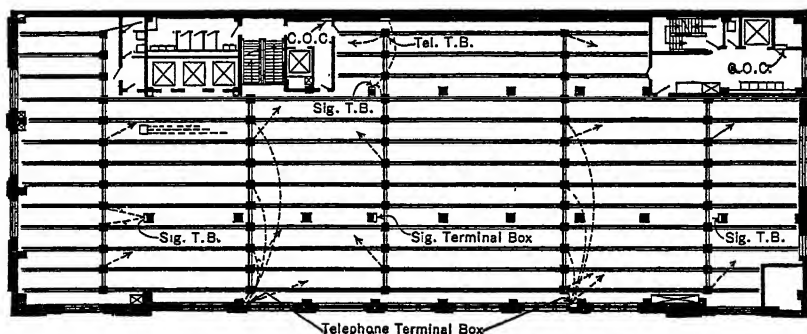 C.O.C.
Tel. T.B.
C.O.C.
Sig. T.B.
Sig. T.B.
Sig. Terminal Box
Sig. T.B.
Telephone Terminal Box